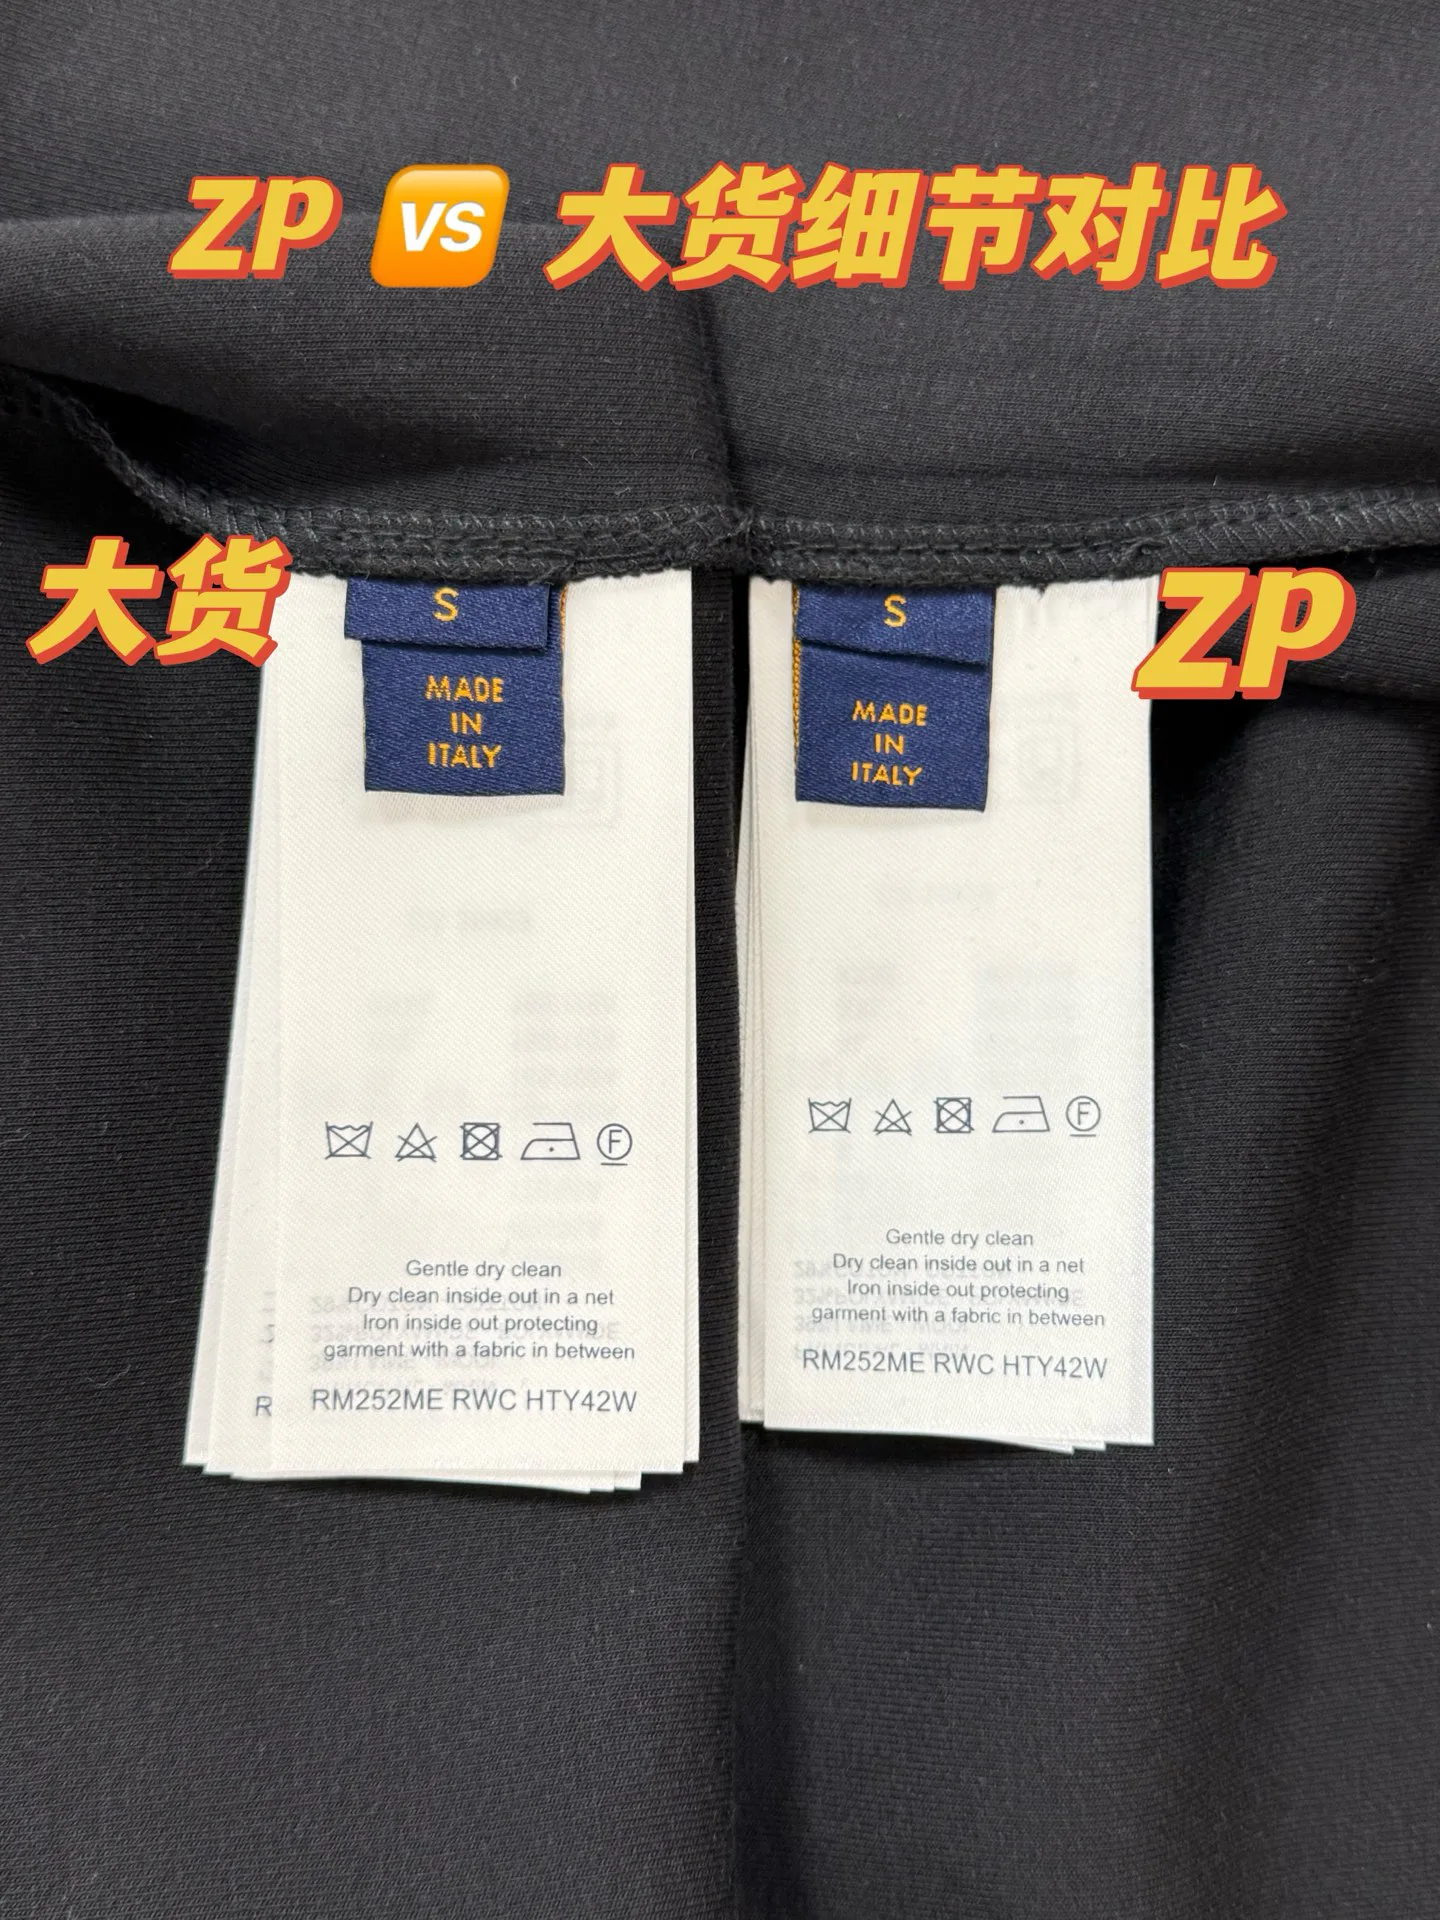 ZP VS 大货细节对比
大货
ZP
S
MADE
IN
ITALY
Gentle dry clean
Dry clean inside out in a net
Iron inside out protecting
garment with a fabric in between
RM252ME RWC HTY42W
R
S
MADE
IN
ITALY
F
Gentle dry clean
Dry clean inside out in a net
Iron inside out protecting
garment with a fabric in between
RM252ME RWC HTY42W
F